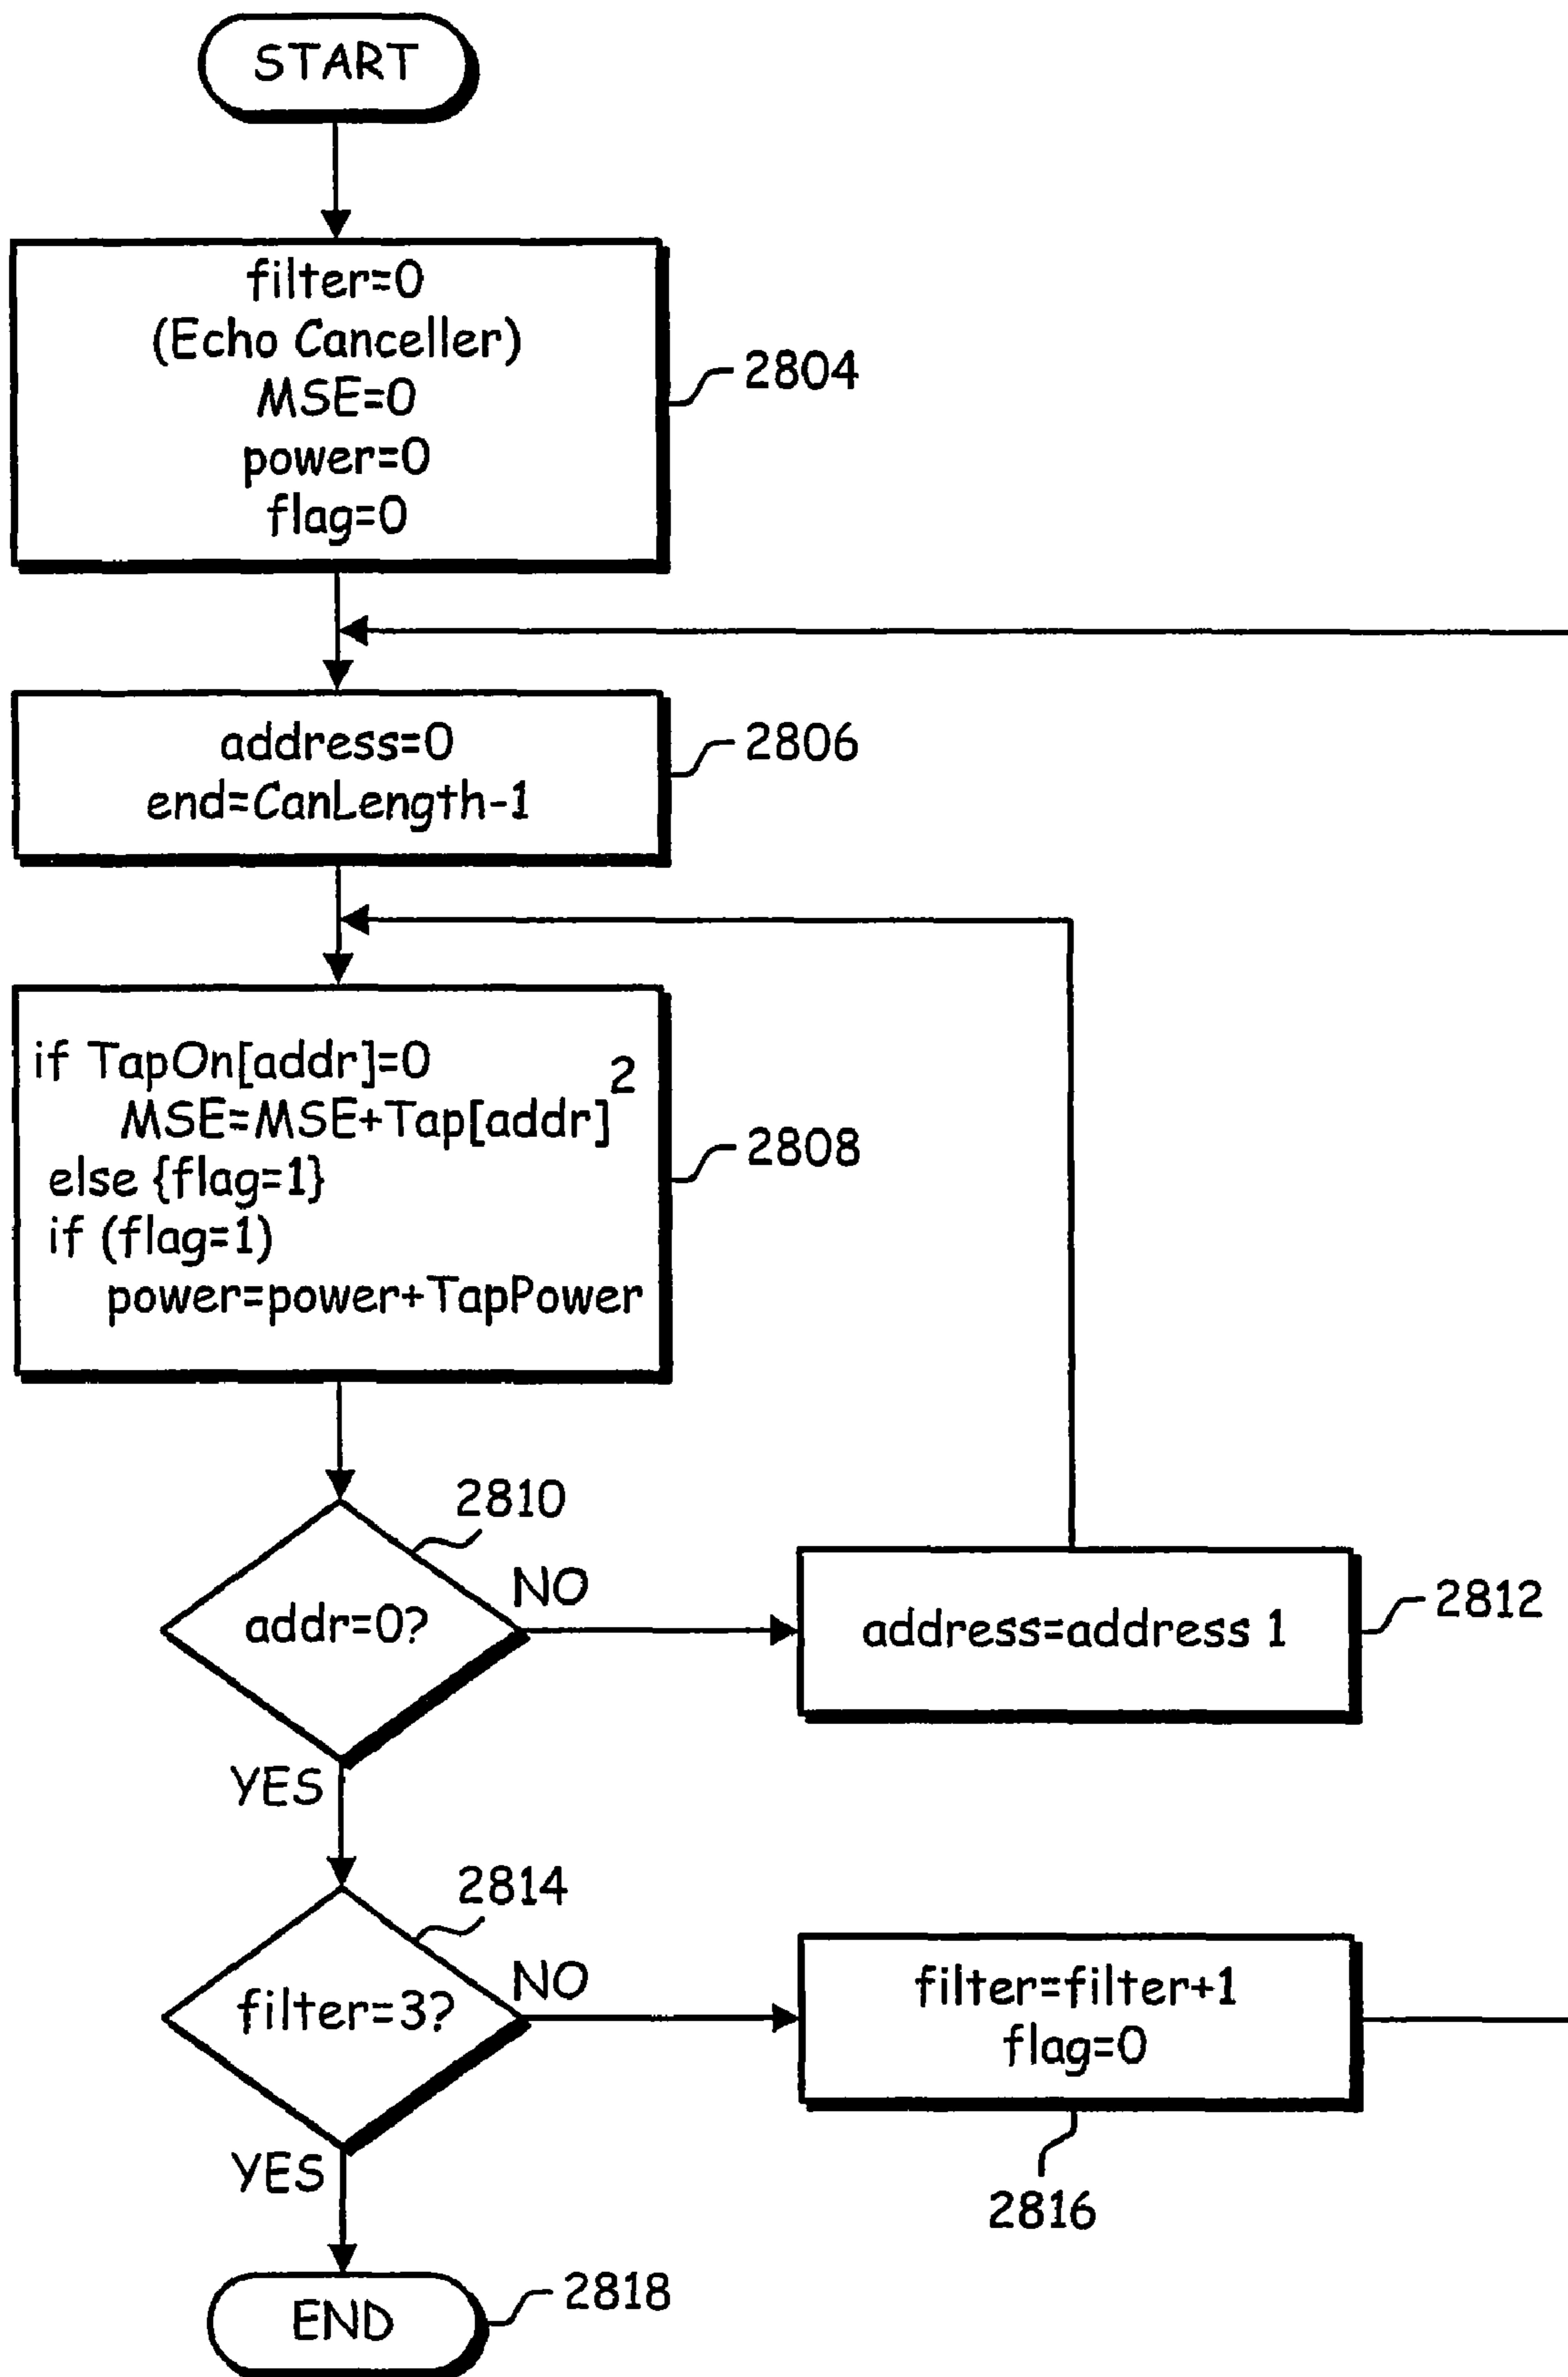 START
filter=0
(Echo Canceller)
MSE=0
power=0
flag=0
2804
address=0
end=CanLength-1
2806
if TapOn[addr]=0
MSE=MSE+Tap[addr]²
else {flag=1}
if (flag=1)
power=power+TapPower
2808
2810
addr=0?
NO
address=address 1
2812
YES
2814
filter=3?
NO
filter=filter+1
flag=0
2816
YES
END
2818